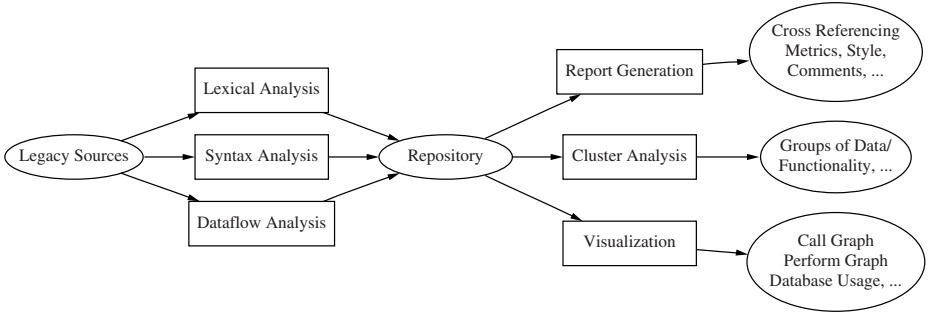 Legacy Sources
Lexical Analysis
Syntax Analysis
Dataflow Analysis
Repository
Report Generation
Cluster Analysis
Visualization
Cross Referencing
Metrics, Style,
Comments, ...
Groups of Data/
Functionality, ...
Call Graph
Perform Graph
Database Usage, ...